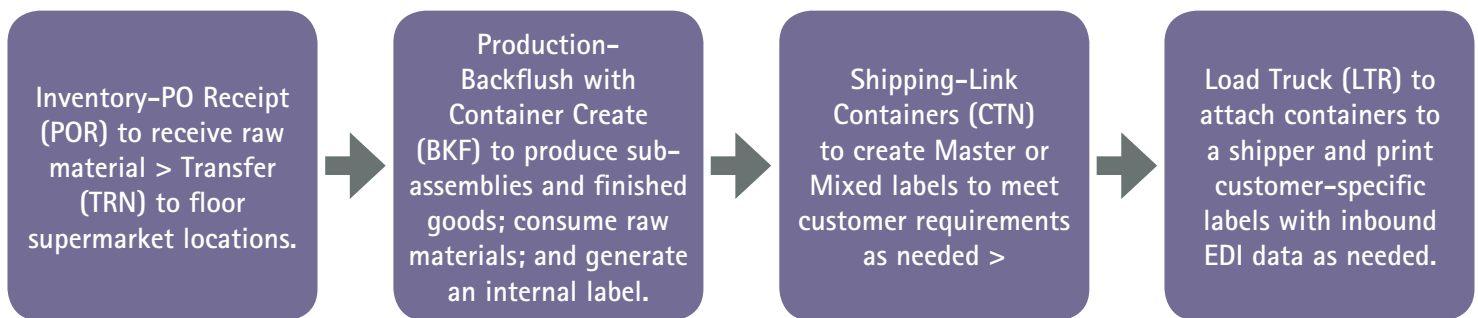 Inventory-PO Receipt
(POR) to receive raw
material > Transfer
(TRN) to floor
supermarket locations.
Production-
Backflush with
Container Create
(BKF) to produce sub-
assemblies and finished
goods; consume raw
materials; and generate
an internal label.
Shipping-Link
Containers (CTN)
to create Master or
Mixed labels to meet
customer requirements
as needed >
Load Truck (LTR) to
attach containers to
a shipper and print
customer-specific
labels with inbound
EDI data as needed.